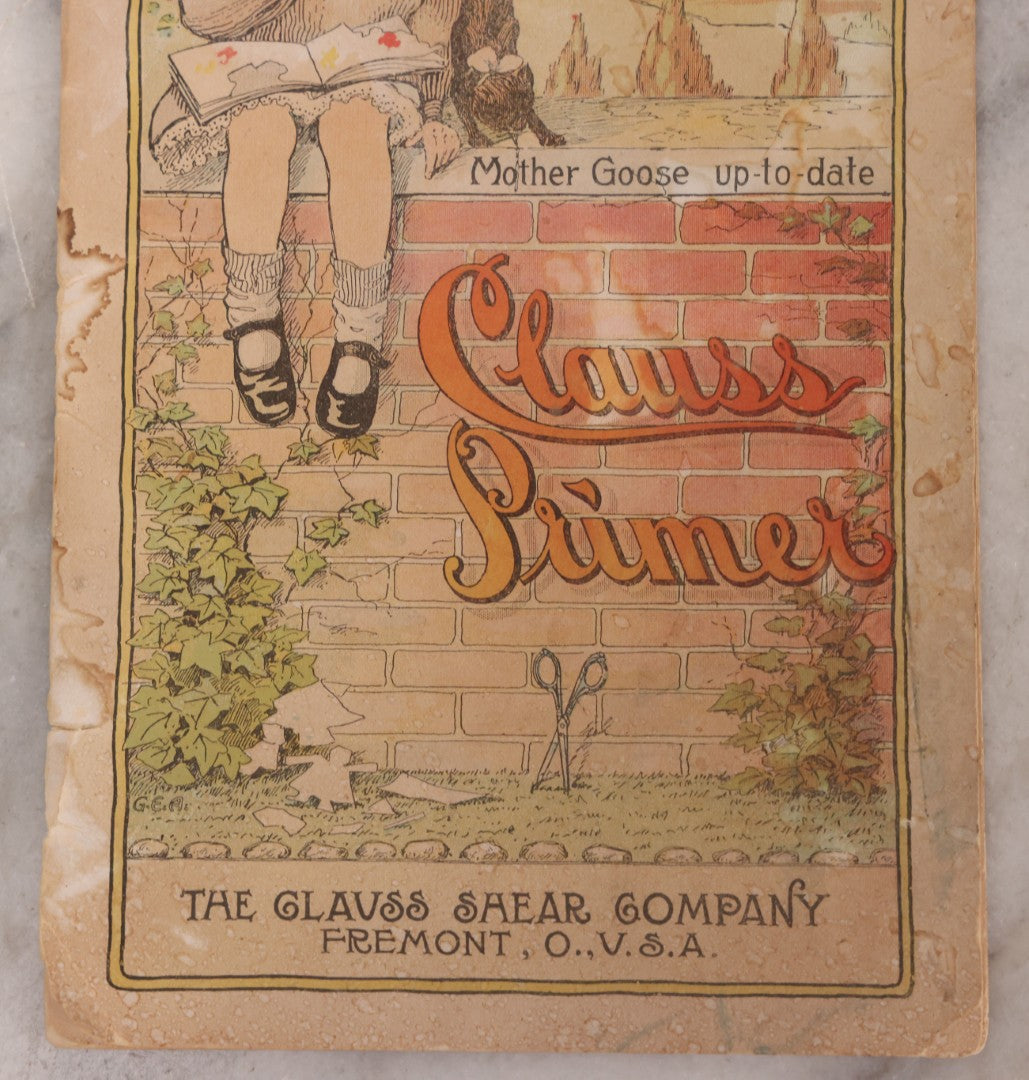 Mother Goose up-to-date
Clauss
Primer
THE CLAUSS SHEAR COMPANY
FREMONT, O., U.S.A.